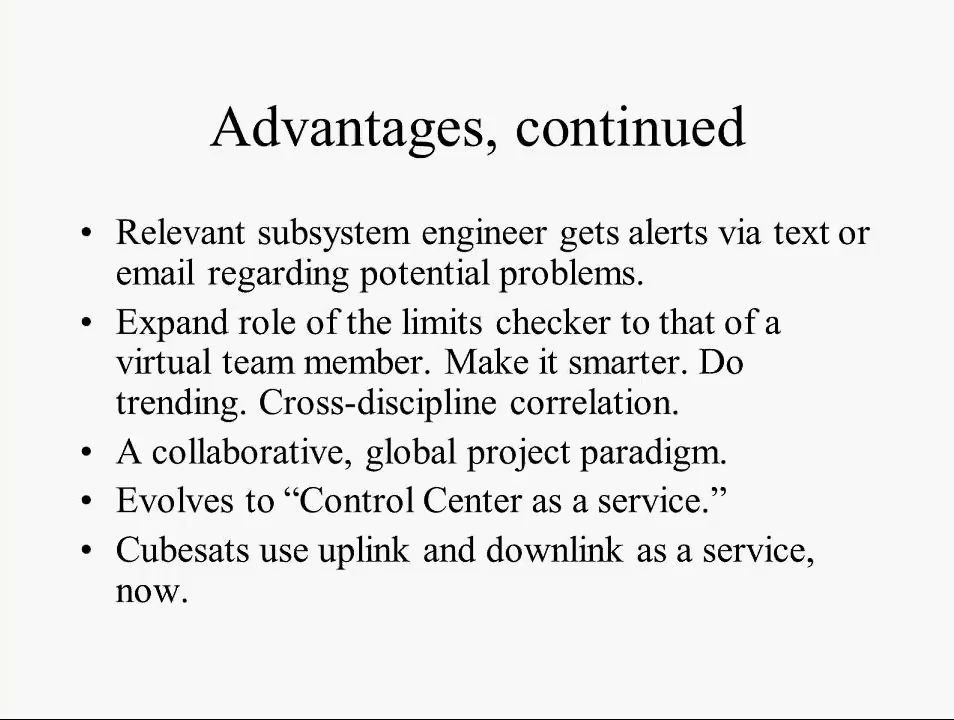 Advantages, continued
• Relevant subsystem engineer gets alerts via text or
email regarding potential problems.
• Expand role of the limits checker to that of a
virtual team member. Make it smarter. Do
trending. Cross-discipline correlation.
• A collaborative, global project paradigm.
• Evolves to “Control Center as a service.”
• Cubesats use uplink and downlink as a service,
now.